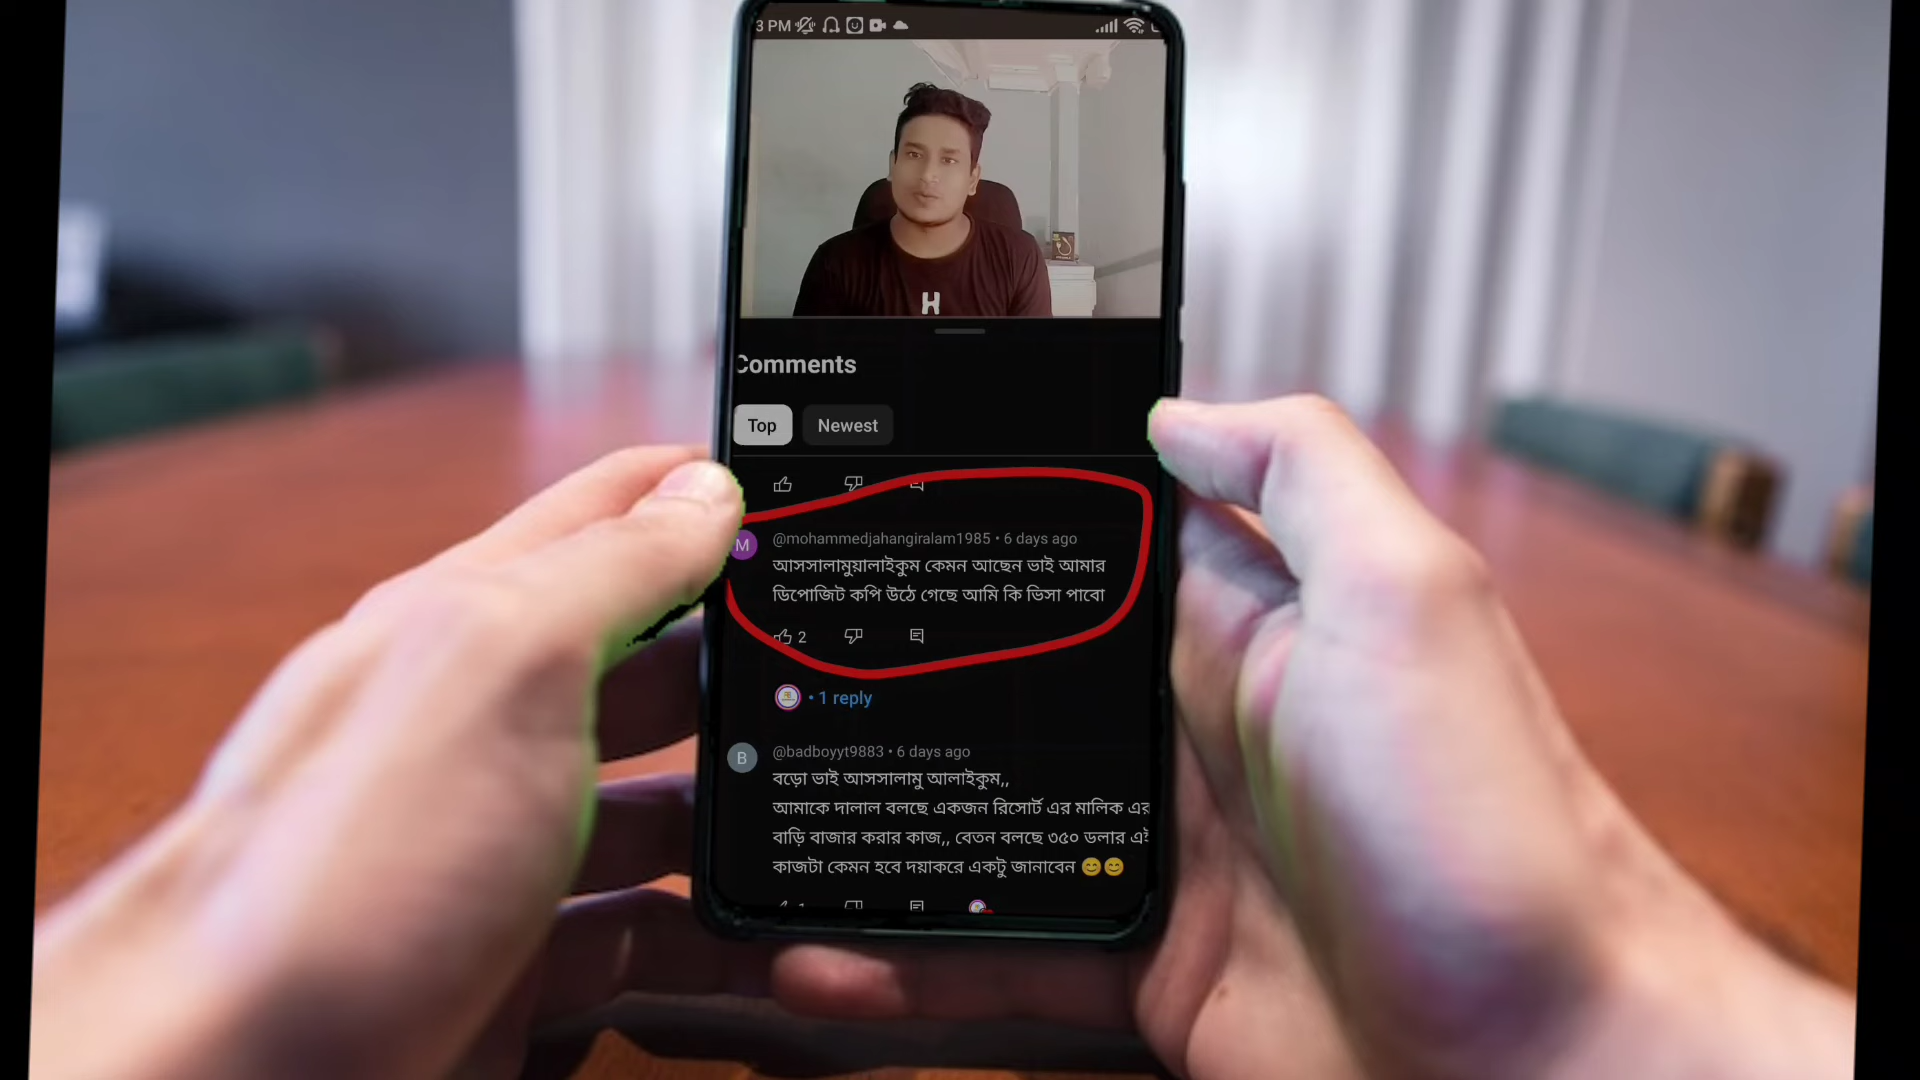 3 PM
H
Comments
Top Newest
M @mohammedjahangiralam1985 • 6 days ago
আসসালামুয়ালাইকুম কেমন আছেন ভাই আমার
ডিপোজিট কপি উঠে গেছে আমি কি ভিসা পাবো
2
• 1 reply
B @badboyyt9883 • 6 days ago
বড়ো ভাই আসসালামু আলাইকুম,,
আমাকে দালাল বলছে একজন রিসোর্ট এর মালিক এর
বাড়ি বাজার করার কাজ,, বেতন বলছে ৩৫০ ডলার
কাজটা কেমন হবে দয়াকরে একটু জানাবেন 😊😊